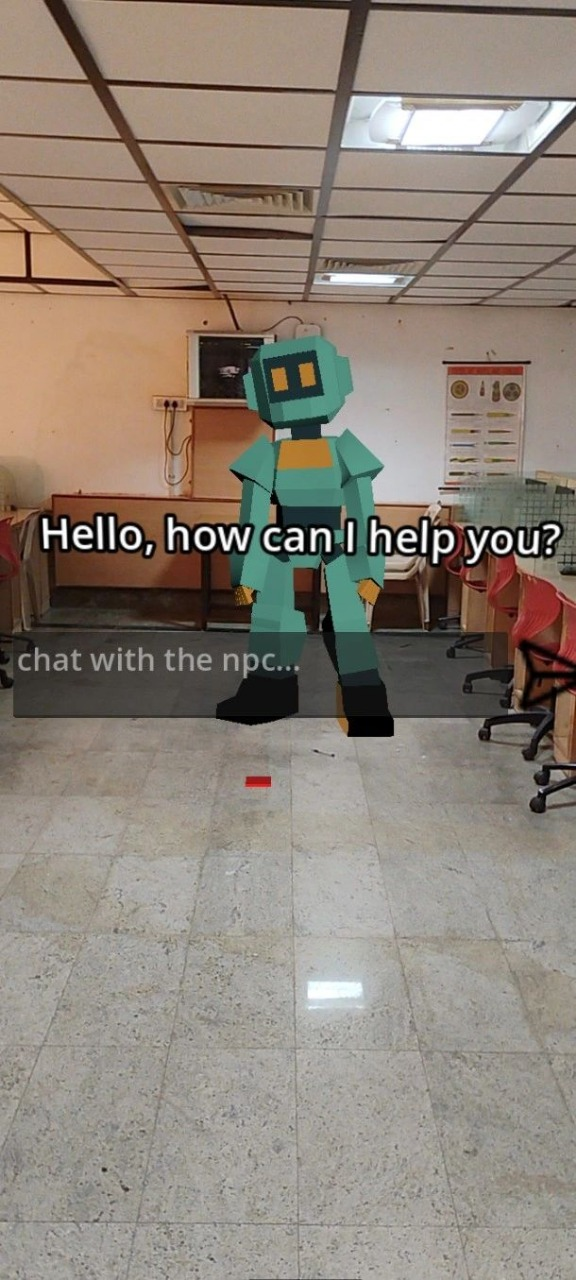 Hello, how can I help you?
chat with the npc...